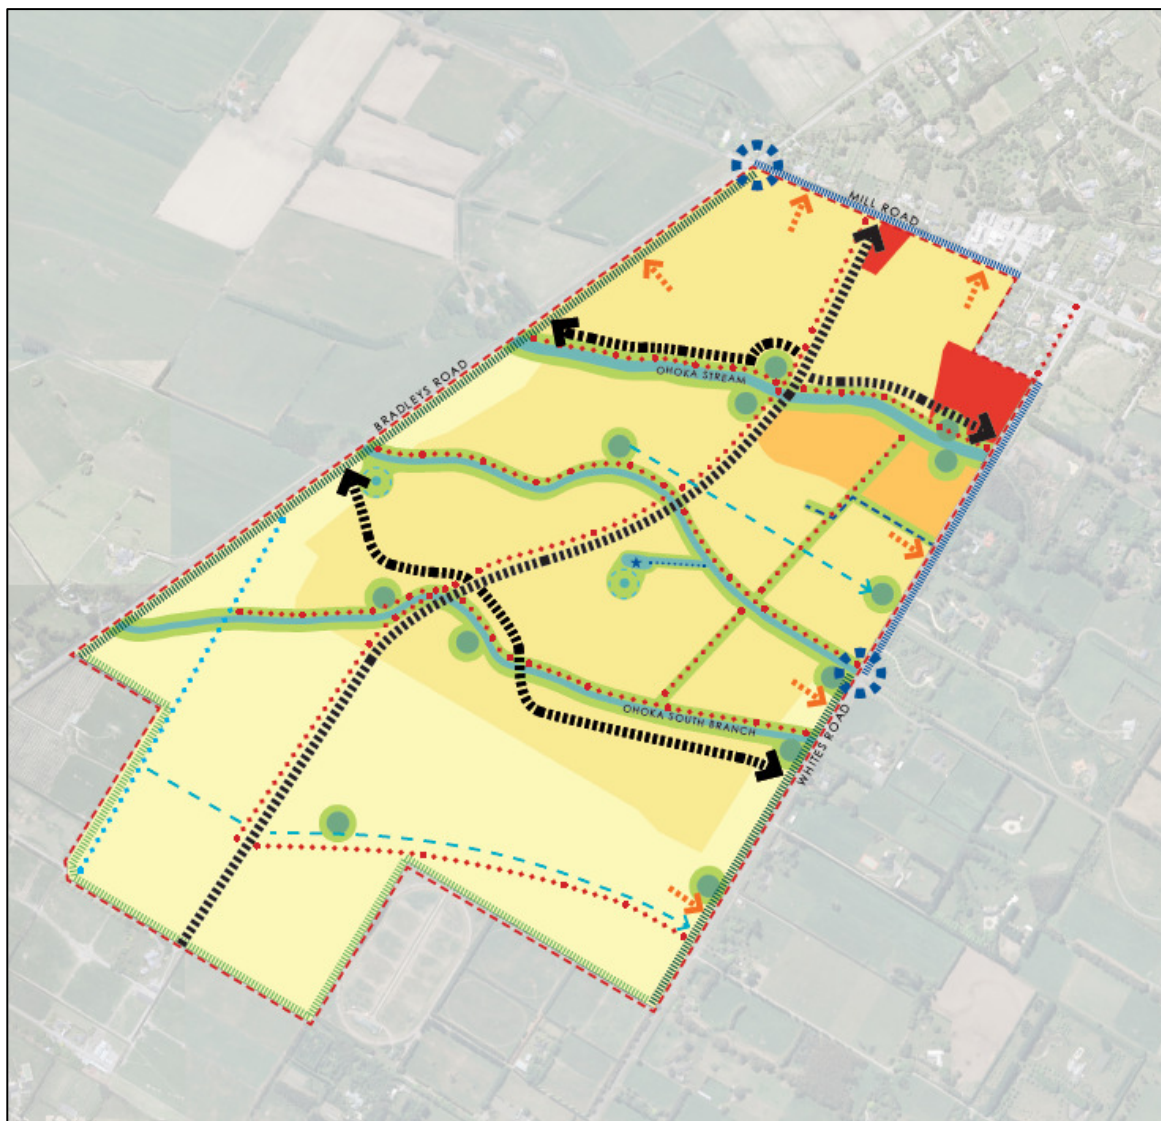 MILL ROAD
BRADLEYS ROAD
OHOKA STREAM
OHOKA SOUTH BRANCH
WHITES ROAD